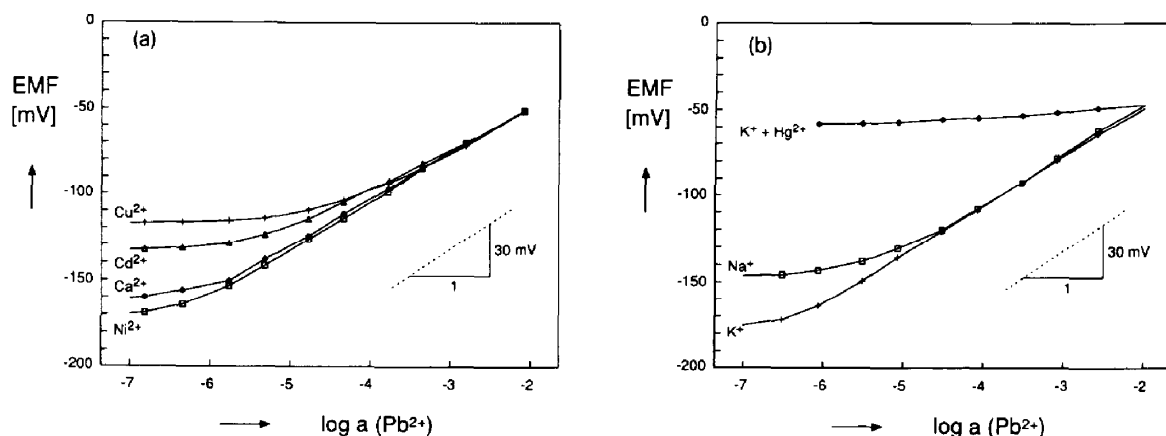 (a)
EMF
[mV]
0
-50
-100
-150
-200
Cu²⁺
Cd²⁺
Ca²⁺
Ni²⁺
30 mV
1
-7 -6 -5 -4 -3 -2
log a (Pb²⁺)
(b)
EMF
[mV]
0
-50
-100
-150
-200
K⁺ + Hg²⁺
Na⁺
K⁺
30 mV
1
-7 -6 -5 -4 -3 -2
log a (Pb²⁺)